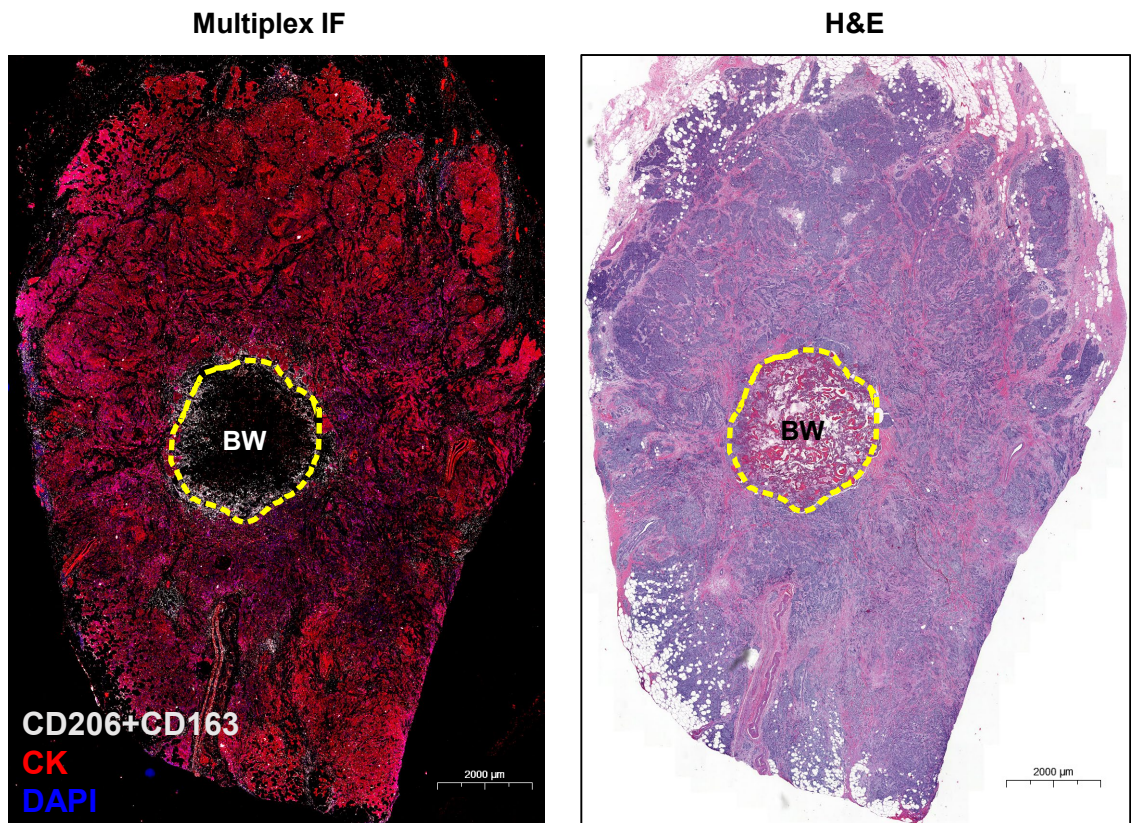 Multiplex IF
H&E
BW
BW
CD206+CD163
CK
DAPI
2000 µm
2000 µm